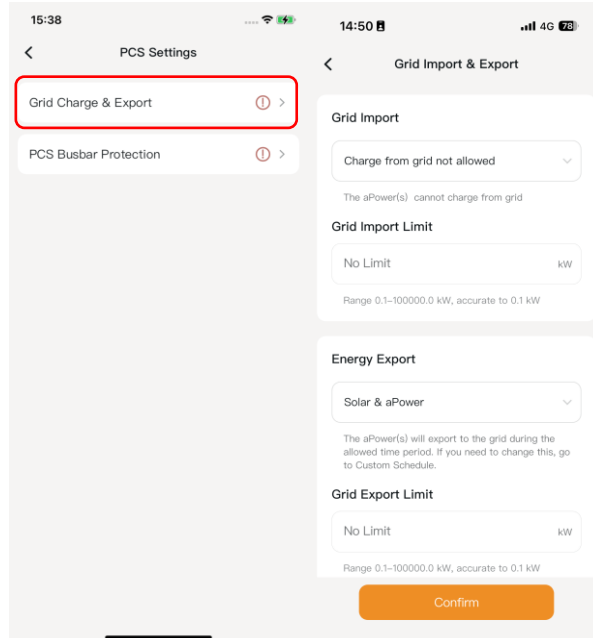 15:38
PCS Settings
Grid Charge & Export
PCS Busbar Protection
14:50
4G 78
Grid Import & Export
Grid Import
Charge from grid not allowed
The aPower(s) cannot charge from grid
Grid Import Limit
No Limit kW
Range 0.1-100000.0 kW, accurate to 0.1 kW
Energy Export
Solar & aPower
The aPower(s) will export to the grid during the
allowed time period. If you need to change this, go
to Custom Schedule.
Grid Export Limit
No Limit kW
Range 0.1-100000.0 kW, accurate to 0.1 kW
Confirm